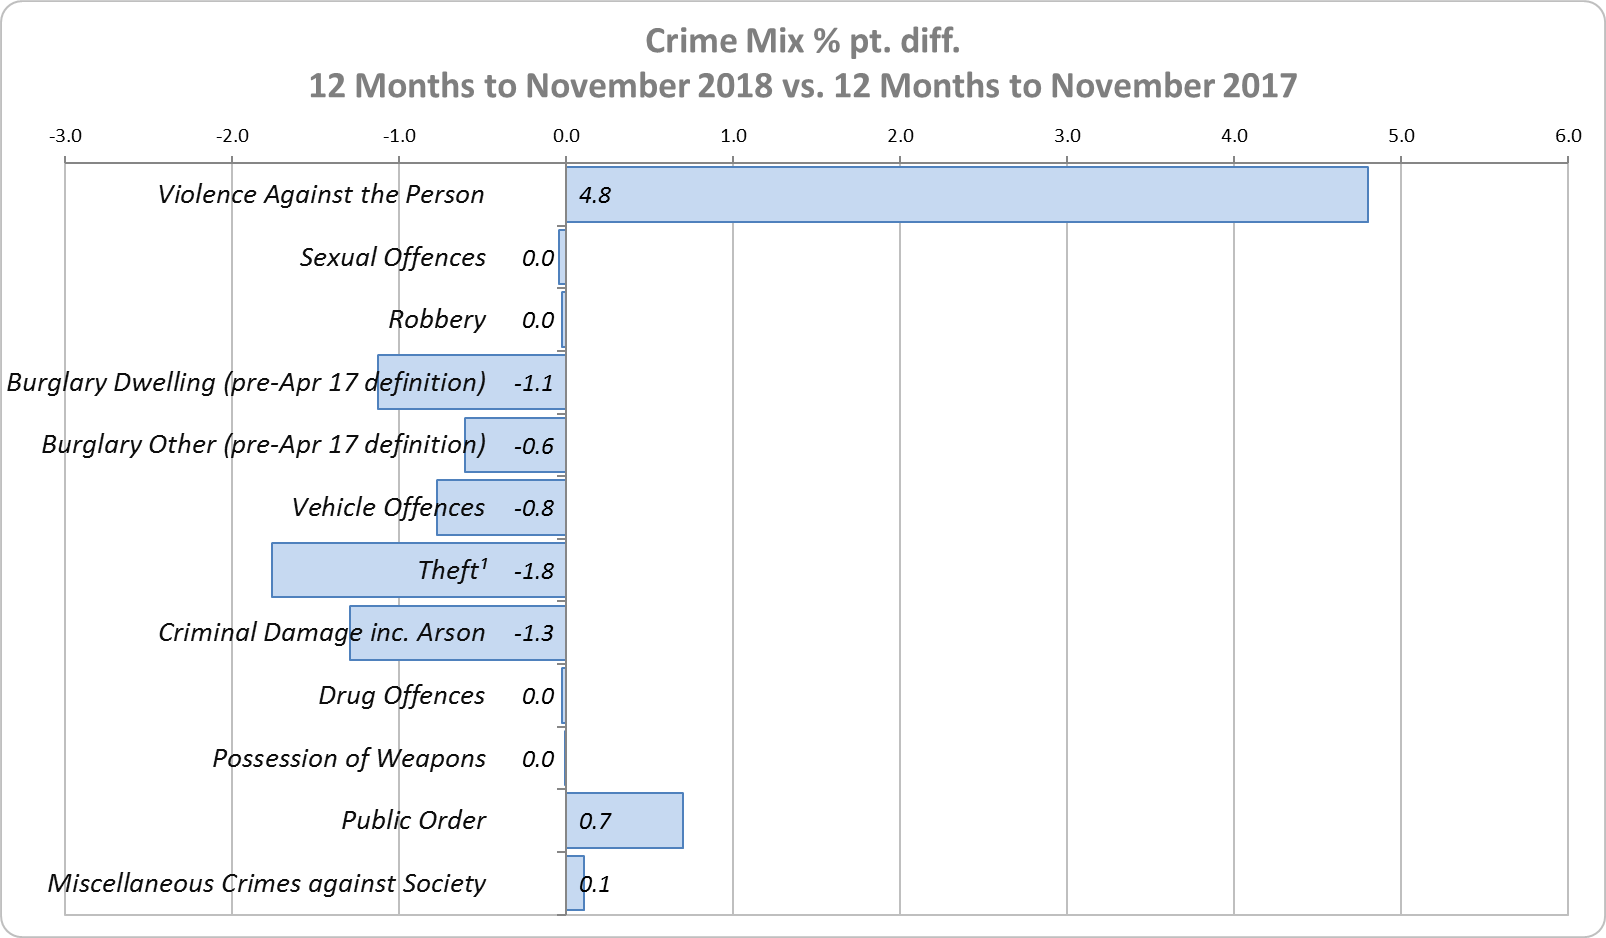 Crime Mix % pt. diff.
12 Months to November 2018 vs. 12 Months to November 2017
-3.0 -2.0 -1.0 0.0 1.0 2.0 3.0 4.0 5.0 6.0
Violence Against the Person 4.8
Sexual Offences 0.0
Robbery 0.0
Burglary Dwelling (pre-Apr 17 definition) -1.1
Burglary Other (pre-Apr 17 definition) -0.6
Vehicle Offences -0.8
Theft¹ -1.8
Criminal Damage inc. Arson -1.3
Drug Offences 0.0
Possession of Weapons 0.0
Public Order 0.7
Miscellaneous Crimes against Society 0.1